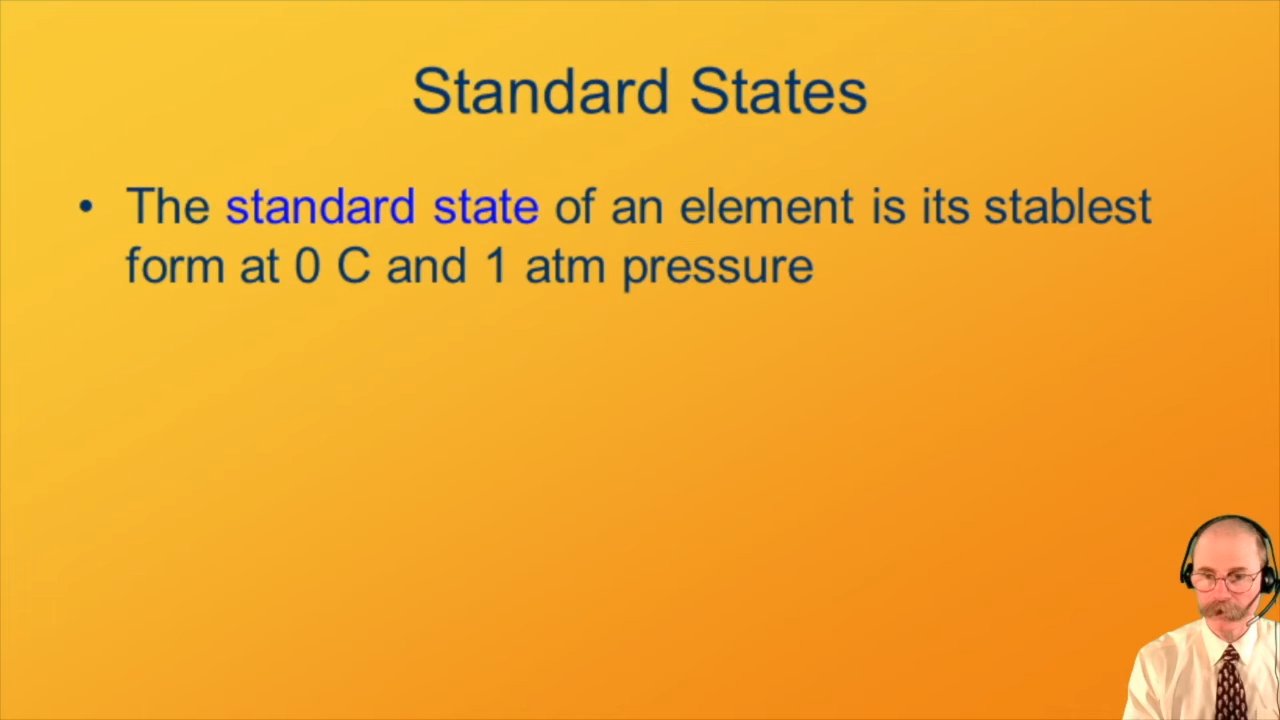 Standard States
• The standard state of an element is its stablest
form at 0 C and 1 atm pressure